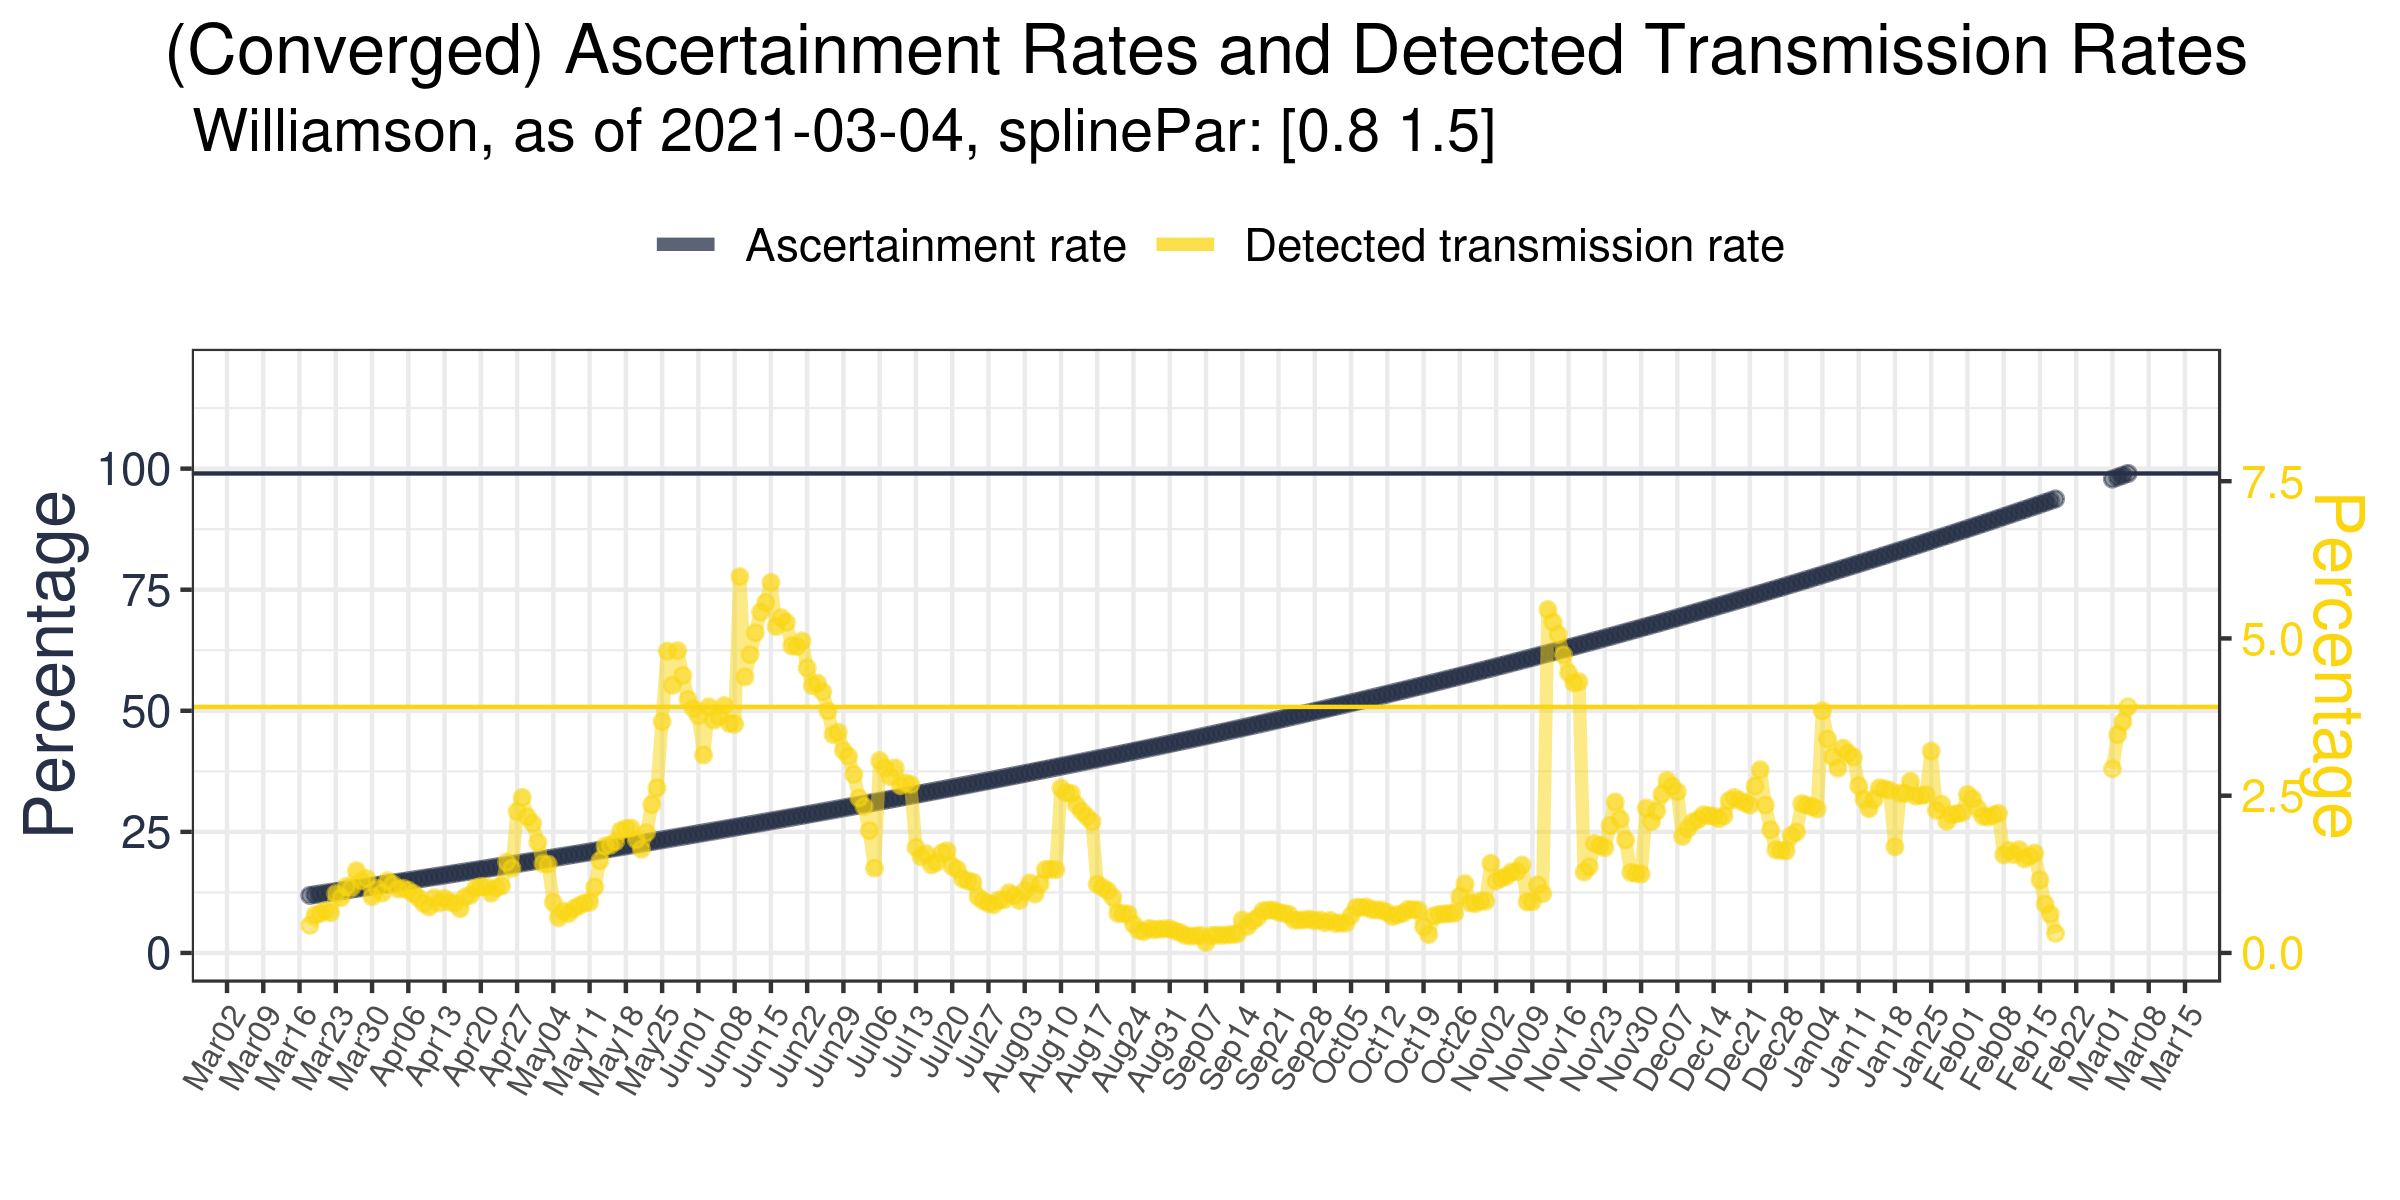 (Converged) Ascertainment Rates and Detected Transmission Rates
Williamson, as of 2021-03-04, splinePar: [0.8 1.5]
Ascertainment rate
Detected transmission rate
Percentage
100
75
50
25
0
7.5
5.0
2.5
0.0
Percentage
Mar02
Mar09
Mar16
Mar23
Mar30
Apr06
Apr13
Apr20
Apr27
May04
May11
May18
May25
Jun01
Jun08
Jun15
Jun22
Jun29
Jul06
Jul13
Jul20
Jul27
Aug03
Aug10
Aug17
Aug24
Aug31
Sep07
Sep14
Sep21
Sep28
Oct05
Oct12
Oct19
Oct26
Nov02
Nov09
Nov16
Nov23
Nov30
Dec07
Dec14
Dec21
Dec28
Jan04
Jan11
Jan18
Jan25
Feb01
Feb08
Feb15
Feb22
Mar01
Mar08
Mar15